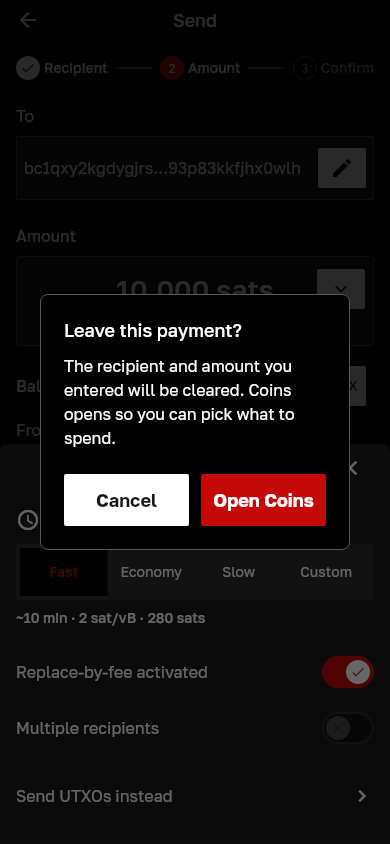 Send
Recipient
2
Amount
3
Confirm
To
bc1qxy2kgdygjrs...93p83kkfjhx0wlh
Amount
10 000 sats
Leave this payment?
The recipient and amount you
entered will be cleared. Coins
opens so you can pick what to
spend.
Cancel
Open Coins
Fast
Economy
Slow
Custom
~10 min · 2 sat/vB · 280 sats
Replace-by-fee activated
Multiple recipients
Send UTXOs instead